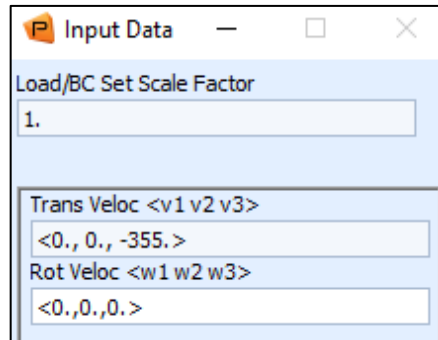 Input Data
Load/BC Set Scale Factor
1.
Trans Veloc <v1 v2 v3>
<0., 0., -355.>
Rot Veloc <w1 w2 w3>
<0.,0.,0.>